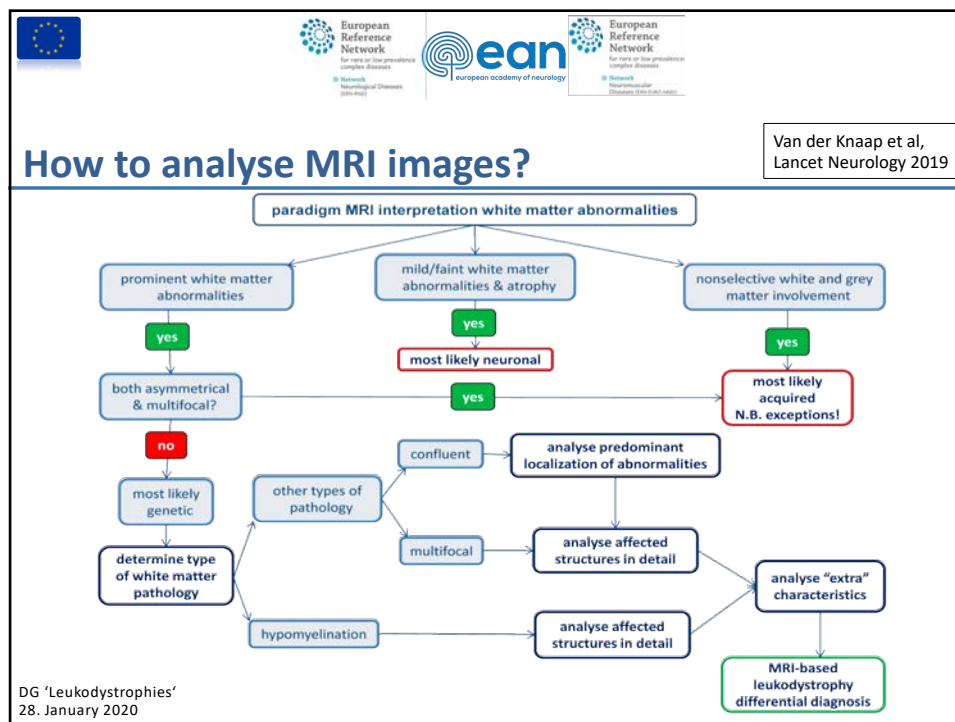 European
Reference
Network
for rare or low prevalence
complex diseases
Network
Neurological Diseases
(ERN-RND)
ean
european academy of neurology
European
Reference
Network
for rare or low prevalence
complex diseases
Network
Neuromuscular
Diseases (ERN EURO-NMD)
How to analyse MRI images?
Van der Knaap et al,
Lancet Neurology 2019
paradigm MRI interpretation white matter abnormalities
prominent white matter
abnormalities
mild/faint white matter
abnormalities & atrophy
nonselective white and grey
matter involvement
yes
yes
yes
most likely neuronal
both asymmetrical
& multifocal?
yes
most likely
acquired
N.B. exceptions!
no
confluent
analyse predominant
localization of abnormalities
most likely
genetic
other types of
pathology
multifocal
analyse affected
structures in detail
determine type
of white matter
pathology
analyse “extra”
characteristics
hypomyelination
analyse affected
structures in detail
MRI-based
leukodystrophy
differential diagnosis
DG ‘Leukodystrophies‘
28. January 2020